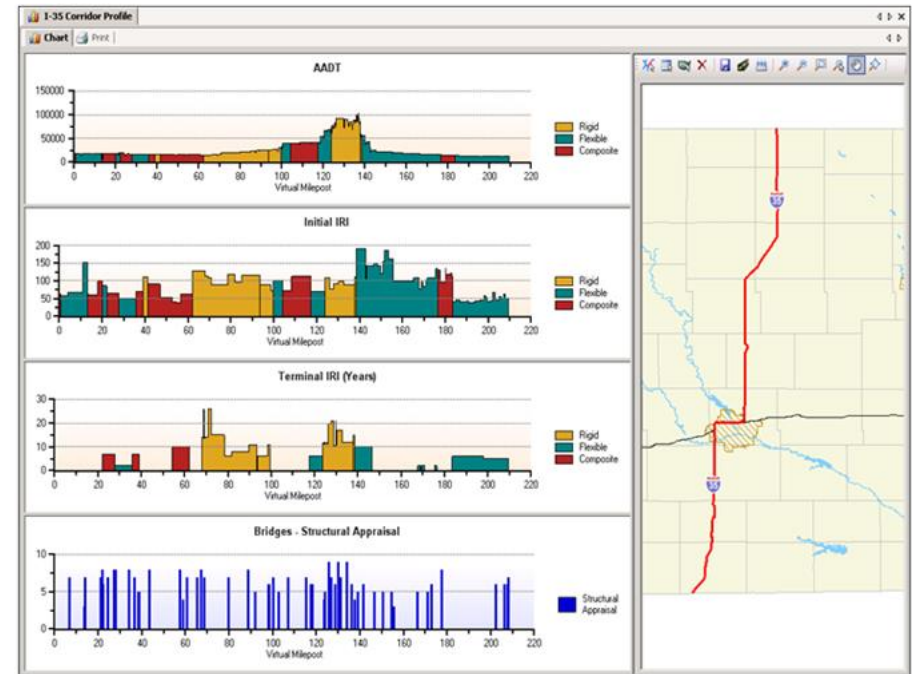 I-35 Corridor Profile
Chart Print
AADT
150000
100000
50000
0
0 20 40 60 80 100 120 140 160 180 200 220
Virtual Milepost
Rigid
Flexible
Composite
Initial IRI
200
150
100
50
0
0 20 40 60 80 100 120 140 160 180 200 220
Virtual Milepost
Rigid
Flexible
Composite
Terminal IRI (Years)
30
20
10
0
0 20 40 60 80 100 120 140 160 180 200 220
Virtual Milepost
Rigid
Flexible
Composite
Bridges - Structural Appraisal
10
5
0
0 20 40 60 80 100 120 140 160 180 200 220
Virtual Milepost
Structural
Appraisal
35
35